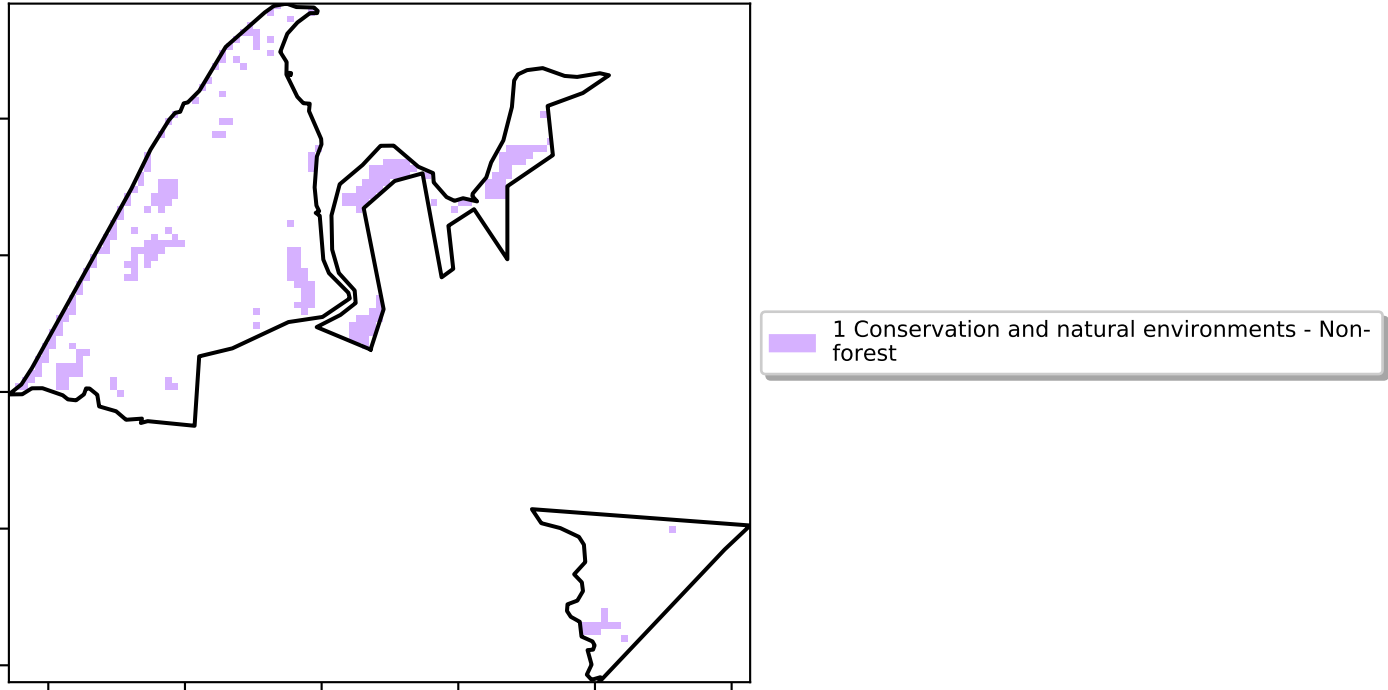 1 Conservation and natural environments - Non-
forest